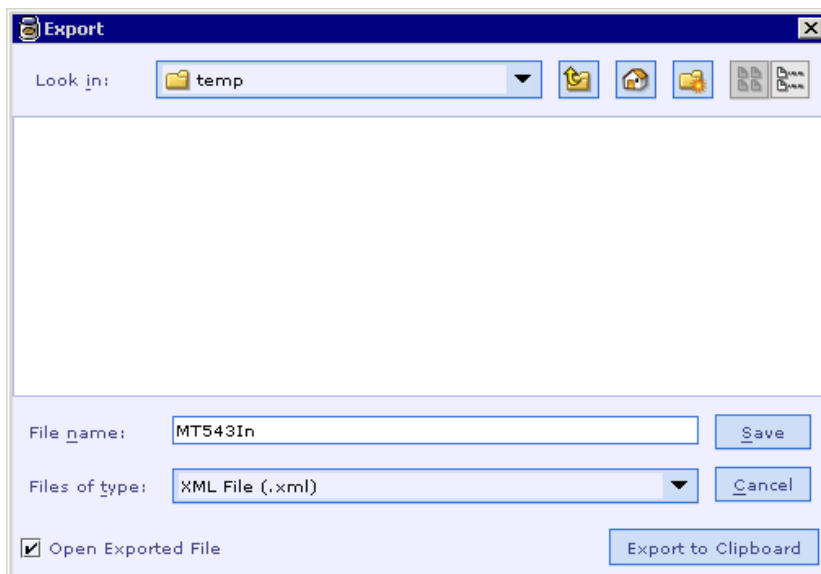 Export
Look in: temp
File name: MT543In Save
Files of type: XML File (.xml) Cancel
Open Exported File Export to Clipboard